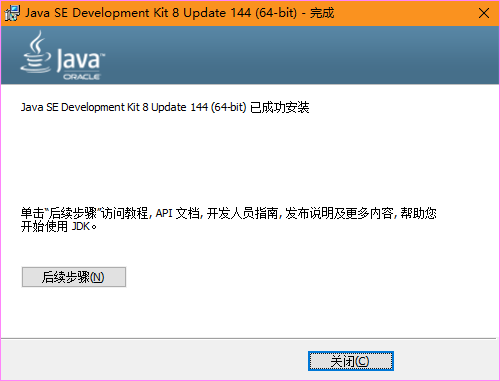 Java SE Development Kit 8 Update 144 (64-bit) - 完成
Java™
ORACLE
Java SE Development Kit 8 Update 144 (64-bit) 已成功安装
单击“后续步骤”访问教程, API 文档, 开发人员指南, 发布说明及更多内容, 帮助您
开始使用 JDK。
后续步骤(N)
关闭(C)